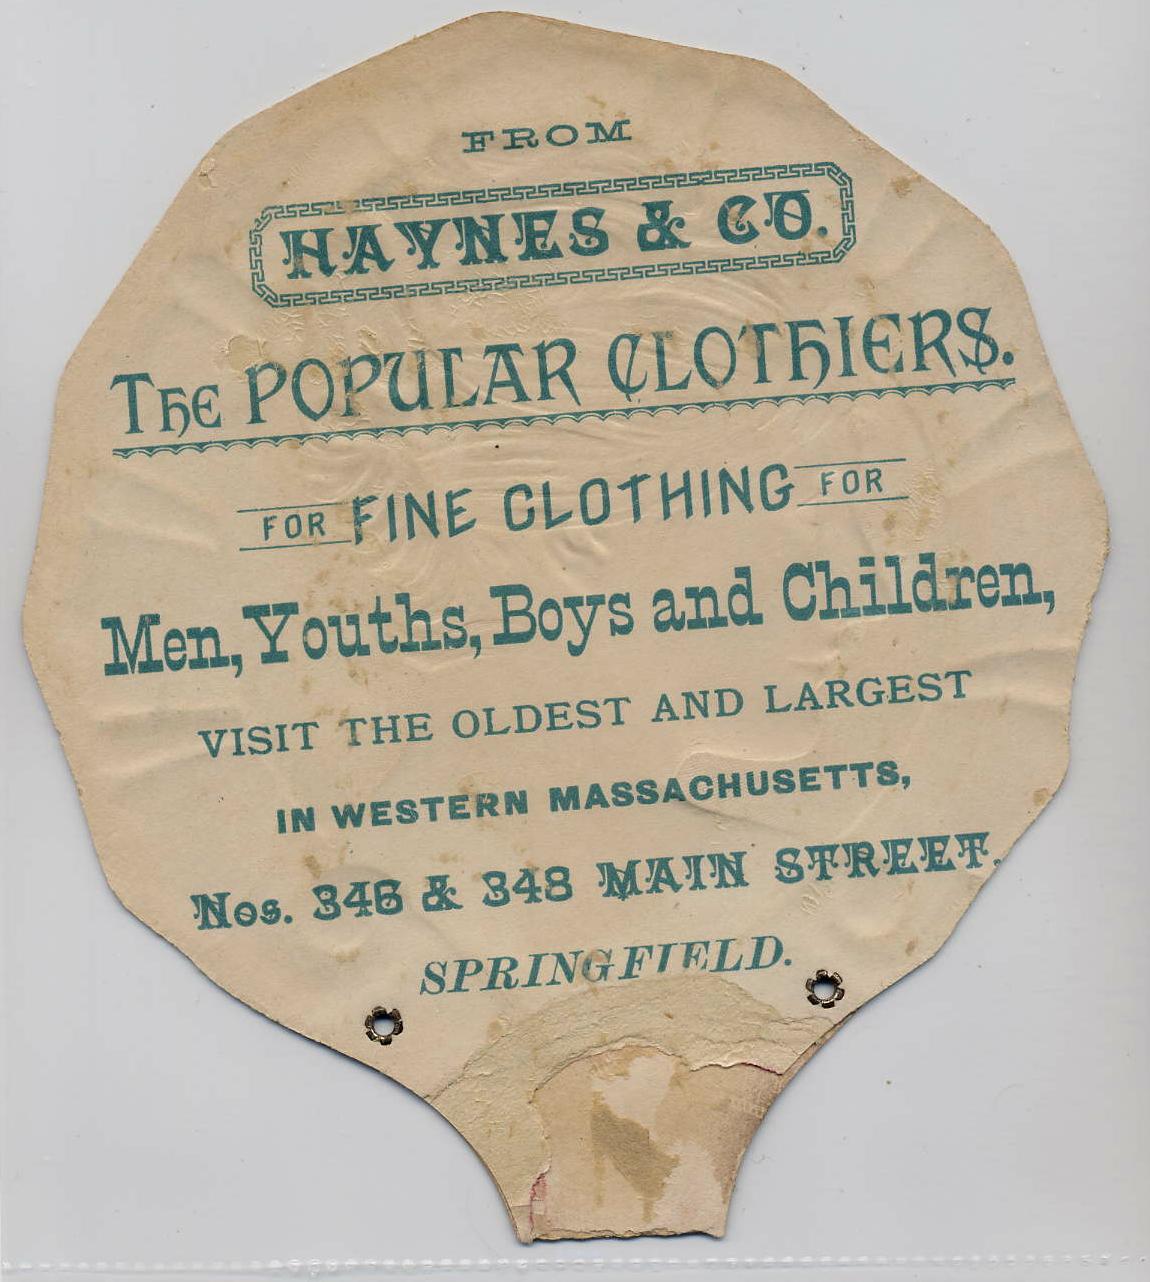 FROM
HAYNES & CO.
The POPULAR CLOTHIERS.
FOR FINE CLOTHING FOR
Men, Youths, Boys and Children,
VISIT THE OLDEST AND LARGEST
IN WESTERN MASSACHUSETTS,
Nos. 346 & 348 MAIN STREET.
SPRINGFIELD.